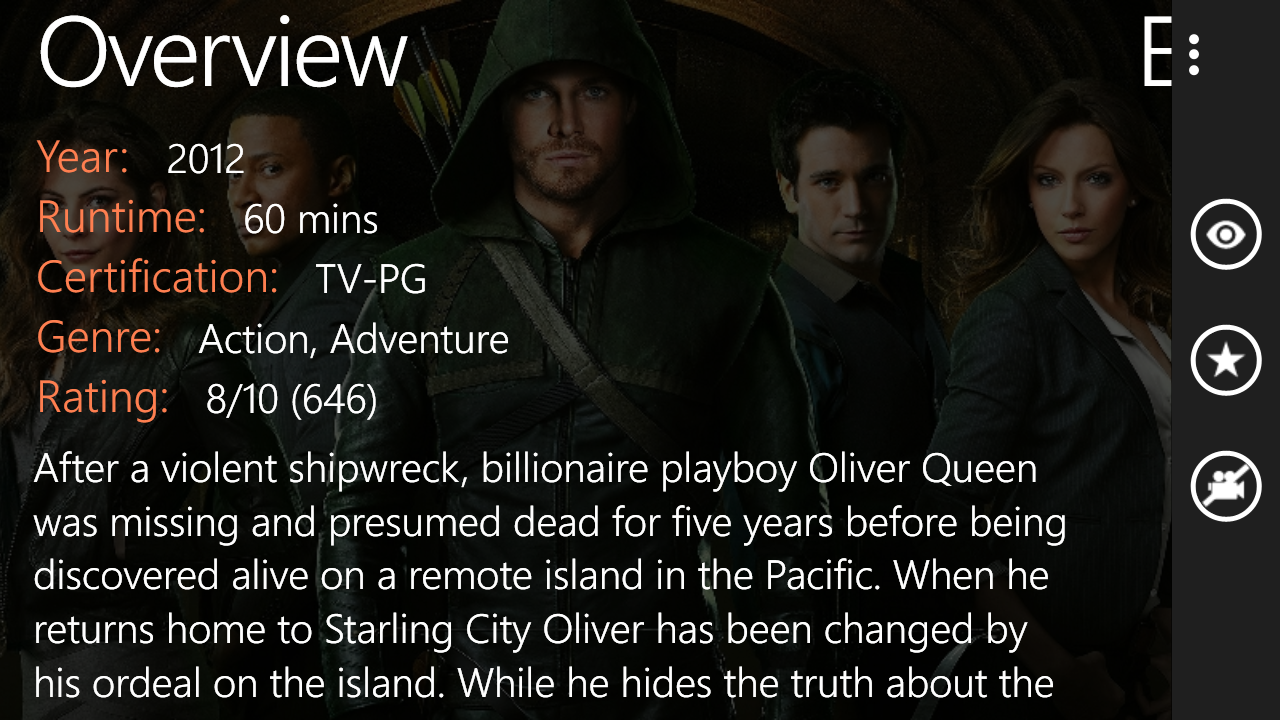 Overview
E
Year: 2012
Runtime: 60 mins
Certification: TV-PG
Genre: Action, Adventure
Rating: 8/10 (646)
After a violent shipwreck, billionaire playboy Oliver Queen
was missing and presumed dead for five years before being
discovered alive on a remote island in the Pacific. When he
returns home to Starling City Oliver has been changed by
his ordeal on the island. While he hides the truth about the